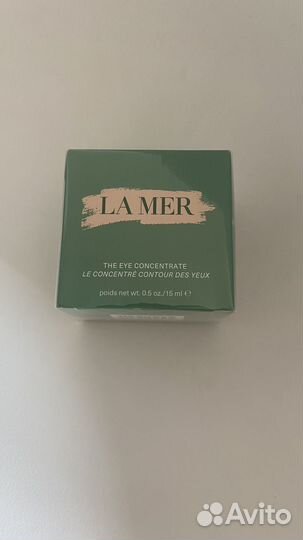 LA MER
THE EYE CONCENTRATE
LE CONCENTRÉ CONTOUR DES YEUX
poids net wt. 0.5 oz./15 ml ℮
Avito